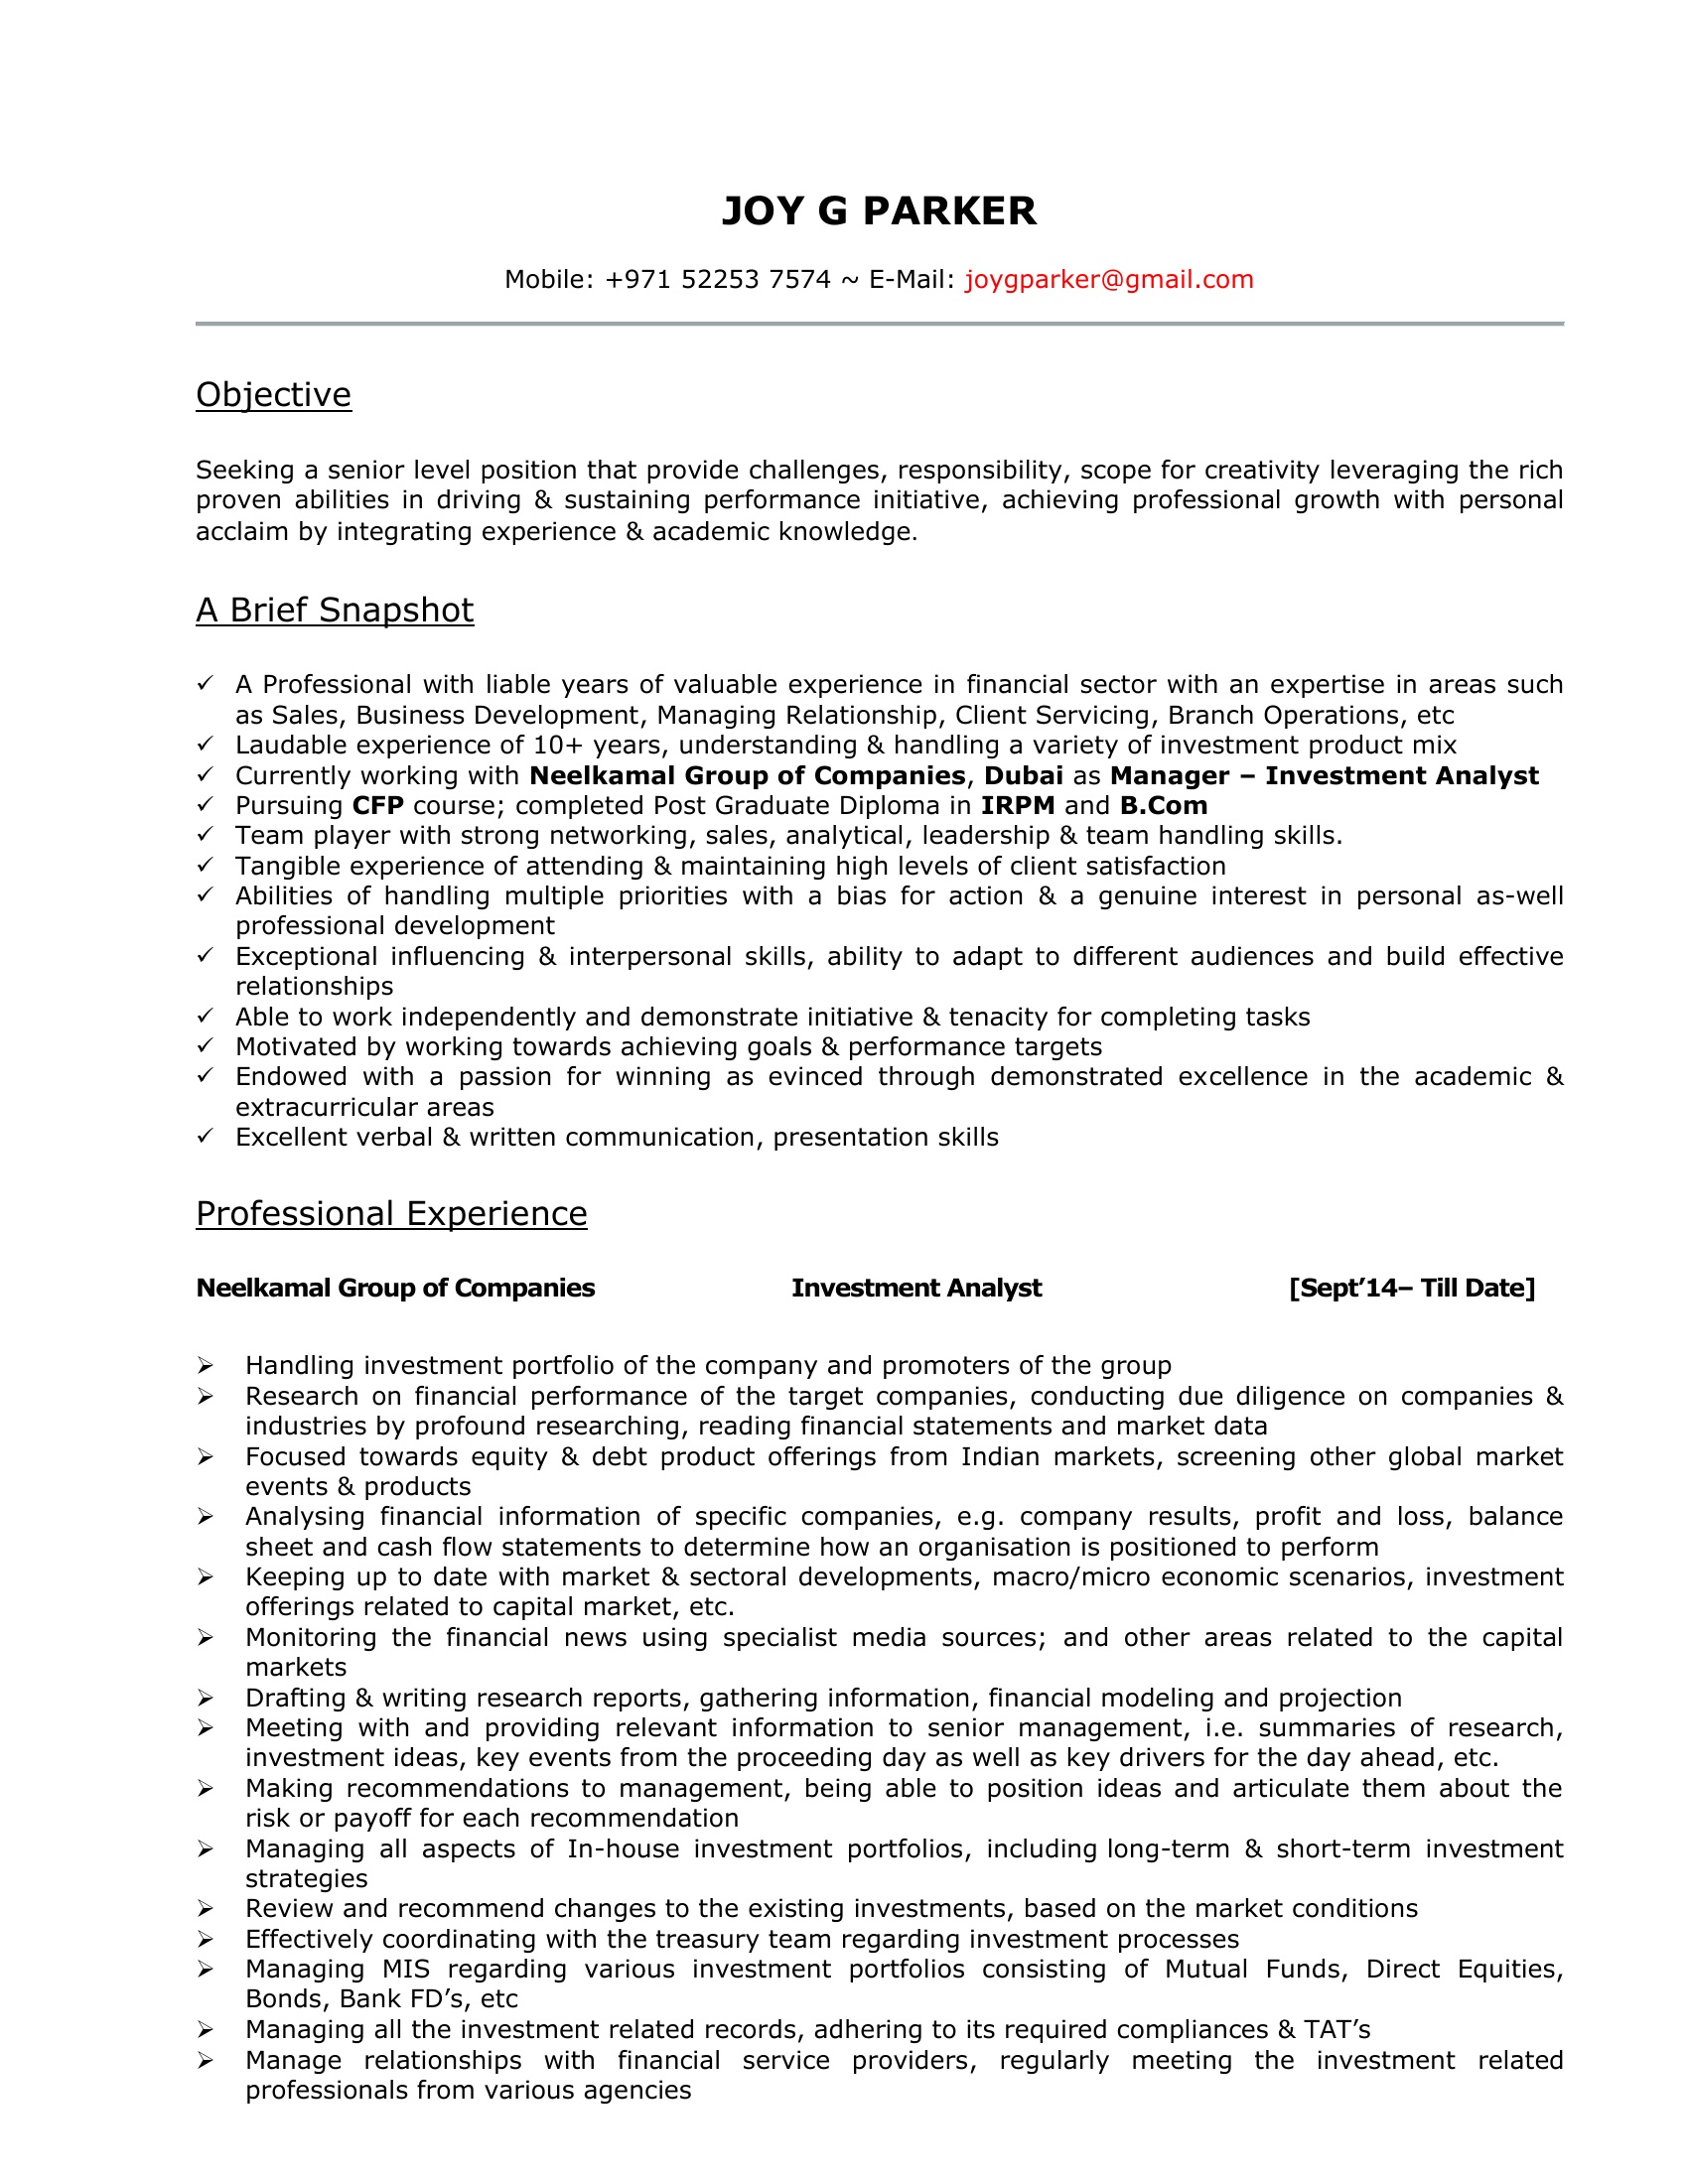 JOY G PARKER
Mobile: +971 52253 7574 ~ E-Mail: joygparker@gmail.com
Objective
Seeking a senior level position that provide challenges, responsibility, scope for creativity leveraging the rich
proven abilities in driving & sustaining performance initiative, achieving professional growth with personal
acclaim by integrating experience & academic knowledge.
A Brief Snapshot
✓ A Professional with liable years of valuable experience in financial sector with an expertise in areas such
as Sales, Business Development, Managing Relationship, Client Servicing, Branch Operations, etc
✓ Laudable experience of 10+ years, understanding & handling a variety of investment product mix
✓ Currently working with Neelkamal Group of Companies, Dubai as Manager – Investment Analyst
✓ Pursuing CFP course; completed Post Graduate Diploma in IRPM and B.Com
✓ Team player with strong networking, sales, analytical, leadership & team handling skills.
✓ Tangible experience of attending & maintaining high levels of client satisfaction
✓ Abilities of handling multiple priorities with a bias for action & a genuine interest in personal as-well
professional development
✓ Exceptional influencing & interpersonal skills, ability to adapt to different audiences and build effective
relationships
✓ Able to work independently and demonstrate initiative & tenacity for completing tasks
✓ Motivated by working towards achieving goals & performance targets
✓ Endowed with a passion for winning as evinced through demonstrated excellence in the academic &
extracurricular areas
✓ Excellent verbal & written communication, presentation skills
Professional Experience
Neelkamal Group of Companies Investment Analyst [Sept’14– Till Date]
➢ Handling investment portfolio of the company and promoters of the group
➢ Research on financial performance of the target companies, conducting due diligence on companies &
industries by profound researching, reading financial statements and market data
➢ Focused towards equity & debt product offerings from Indian markets, screening other global market
events & products
➢ Analysing financial information of specific companies, e.g. company results, profit and loss, balance
sheet and cash flow statements to determine how an organisation is positioned to perform
➢ Keeping up to date with market & sectoral developments, macro/micro economic scenarios, investment
offerings related to capital market, etc.
➢ Monitoring the financial news using specialist media sources; and other areas related to the capital
markets
➢ Drafting & writing research reports, gathering information, financial modeling and projection
➢ Meeting with and providing relevant information to senior management, i.e. summaries of research,
investment ideas, key events from the proceeding day as well as key drivers for the day ahead, etc.
➢ Making recommendations to management, being able to position ideas and articulate them about the
risk or payoff for each recommendation
➢ Managing all aspects of In-house investment portfolios, including long-term & short-term investment
strategies
➢ Review and recommend changes to the existing investments, based on the market conditions
➢ Effectively coordinating with the treasury team regarding investment processes
➢ Managing MIS regarding various investment portfolios consisting of Mutual Funds, Direct Equities,
Bonds, Bank FD’s, etc
➢ Managing all the investment related records, adhering to its required compliances & TAT’s
➢ Manage relationships with financial service providers, regularly meeting the investment related
professionals from various agencies